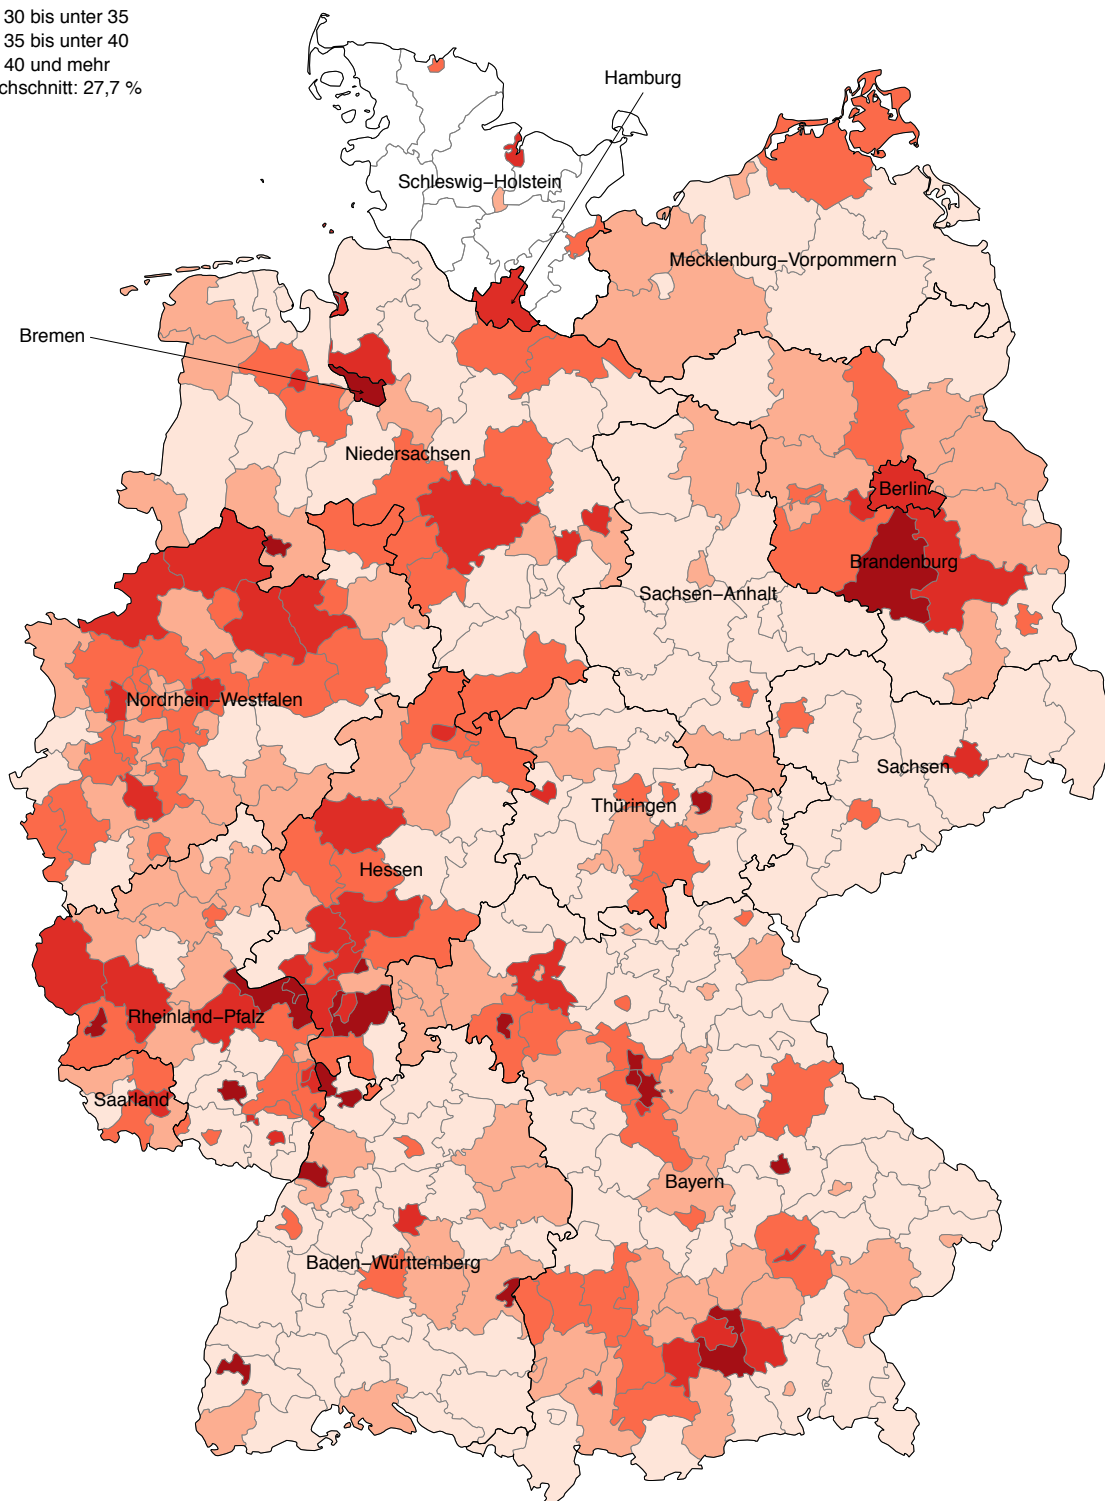 30 bis unter 35
35 bis unter 40
40 und mehr
chschnitt: 27,7 %
Hamburg
Schleswig–Holstein
Mecklenburg–Vorpommern
Bremen
Niedersachsen
Berlin
Brandenburg
Sachsen–Anhalt
Nordrhein–Westfalen
Sachsen
Thüringen
Hessen
Rheinland–Pfalz
Saarland
Bayern
Baden–Württemberg